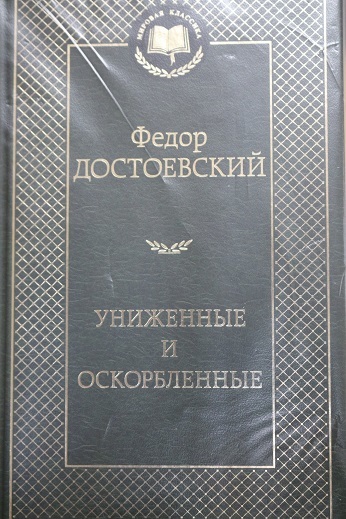 МИРОВАЯ КЛАССИКА
Федор
ДОСТОЕВСКИЙ
УНИЖЕННЫЕ
И
ОСКОРБЛЕННЫЕ